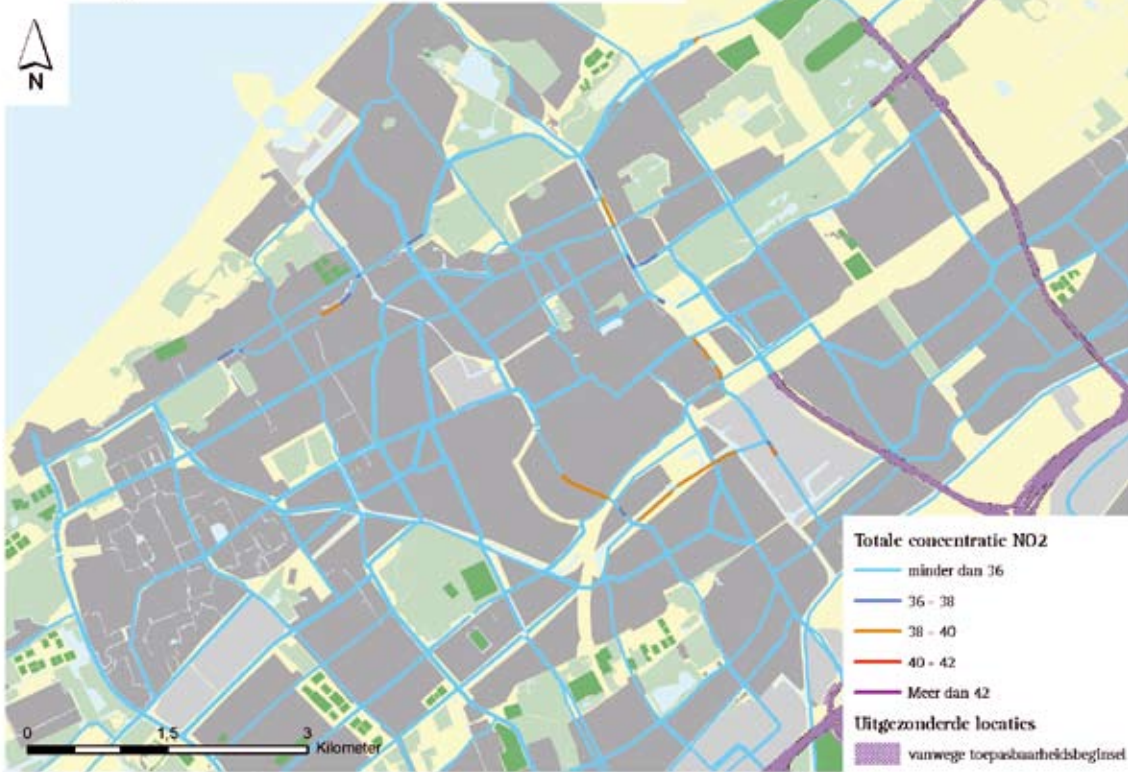 N
Totale concentratie NO2
minder dan 36
36 - 38
38 - 40
40 - 42
Meer dan 42
Uitgezonderde locaties
vanwege toepasbaarheidsbeginsel
0 1,5 3 Kilometer